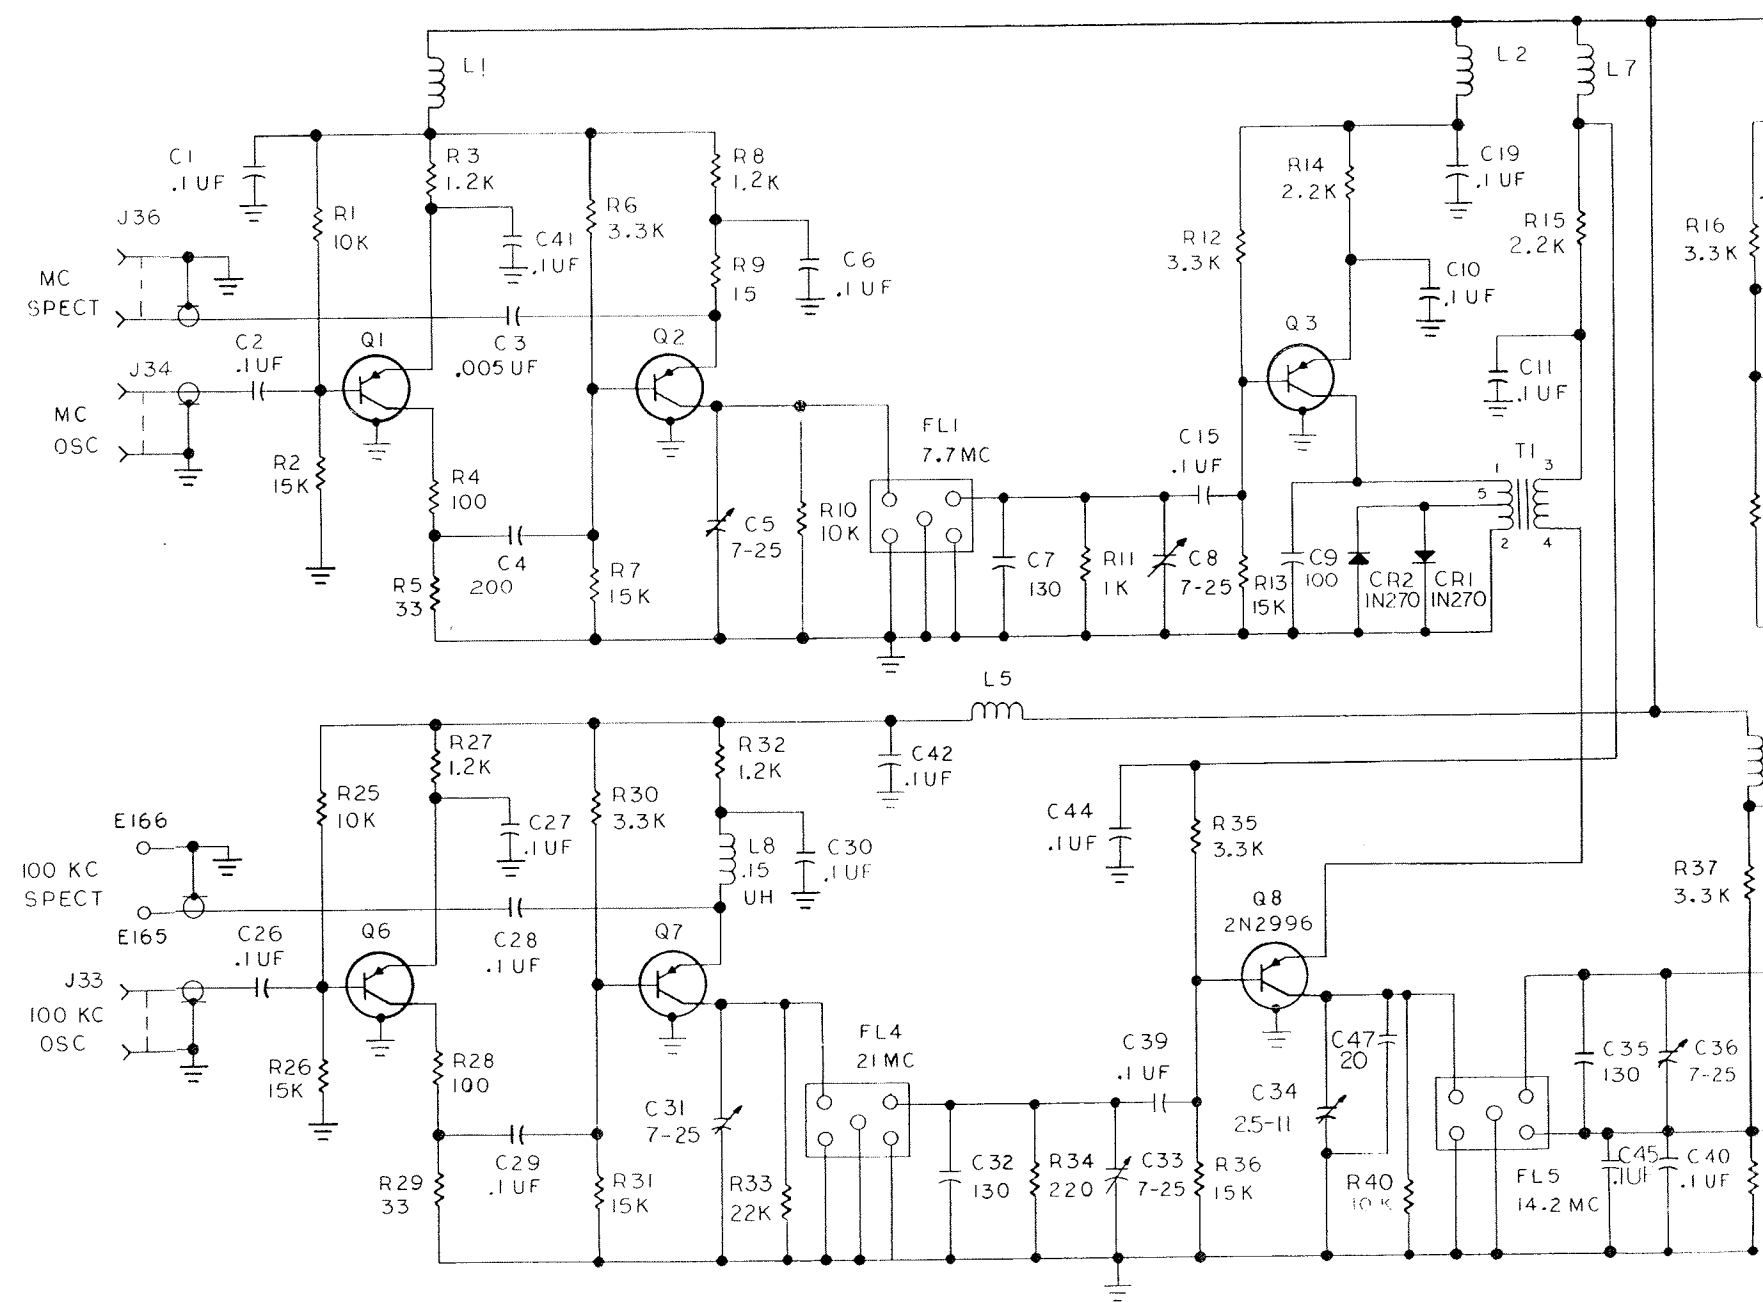 L1
L2
L7
C1
.1UF
R3
1.2K
R8
1.2K
R14
2.2K
C19
.1UF
J36
R1
10K
R6
3.3K
C41
.1UF
R9
15
C6
.1UF
R12
3.3K
R15
2.2K
R16
3.3K
C10
.1UF
MC
SPECT
C2
.1UF
Q1
C3
.005UF
Q2
Q3
C11
.1UF
J34
MC
OSC
R2
15K
R4
100
FL1
7.7MC
C15
.1UF
T1
1
3
5
2
4
C5
7-25
R10
10K
C4
200
R5
33
R7
15K
C7
130
R11
1K
C8
7-25
R13
15K
C9
100
CR2
1N270
CR1
1N270
L5
R27
1.2K
R32
1.2K
C42
.1UF
R25
10K
R30
3.3K
E166
C27
.1UF
L8
.15
UH
C30
.1UF
C44
.1UF
R35
3.3K
100 KC
SPECT
R37
3.3K
E165
C26
.1UF
Q6
C28
.1UF
Q7
Q8
2N2996
J33
100 KC
OSC
R26
15K
R28
100
FL4
21MC
C39
.1UF
C47
20
C35
130
C36
7-25
C31
7-25
C34
2.5-11
C29
.1UF
R29
33
R31
15K
R33
22K
C32
130
R34
220
C33
7-25
R36
15K
R40
10K
FL5
14.2MC
C45
.1UF
C40
.1UF